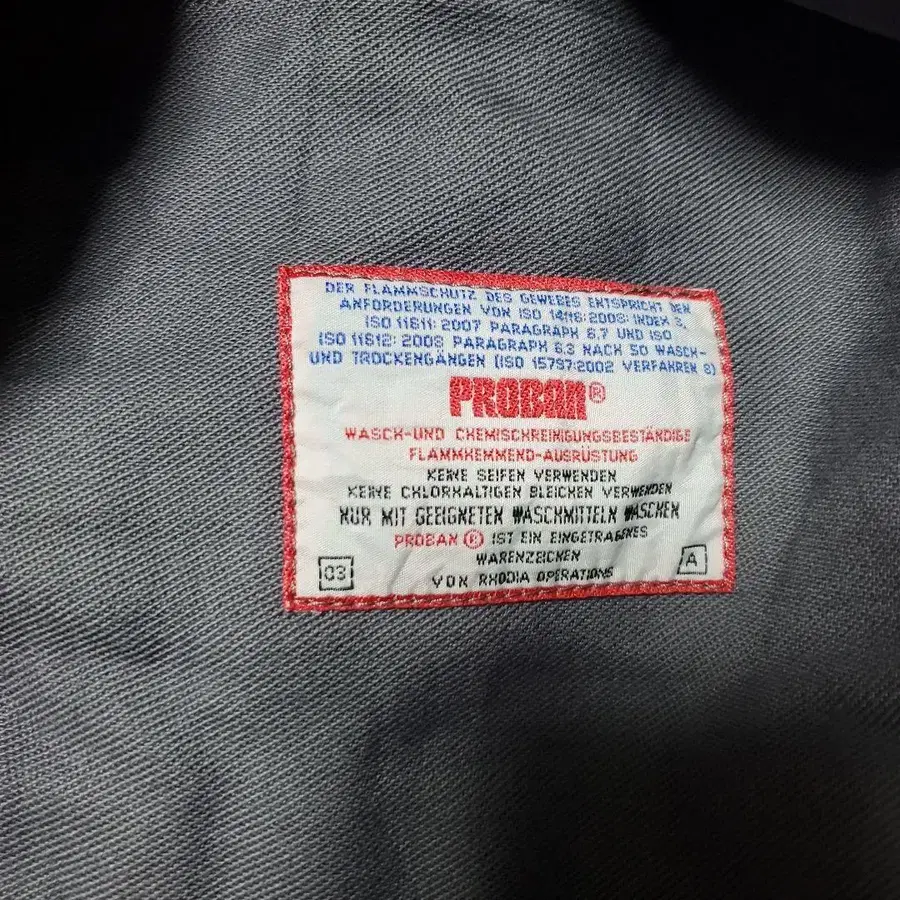 DER FLAMMSCHUTZ DES GEWEBES ENTSPRICHT DEN
ANFORDERUNGEN VON ISO 14116:2008: INDEX 3,
ISO 11611: 2007 PARAGRAPH 6.7 UND ISO
ISO 11612: 2008 PARAGRAPH 6.3 NACH 50 WASCH-
UND TROCKENGÄNGEN (ISO 15797:2002 VERFAHREN 8)
PROBAN®
WASCH-UND CHEMISCHREINIGUNGSBESTÄNDIGE
FLAMMHEMMEND-AUSRÜSTUNG
KEINE SEIFEN VERWENDEN
KEINE CHLORHALTIGEN BLEICHEN VERWENDEN
NUR MIT GEEIGNETEN WASCHMITTELN WASCHEN
PROBAN ® IST EIN EINGETRAGENES
WARENZEICHEN
VON RHODIA OPERATIONS
03
A